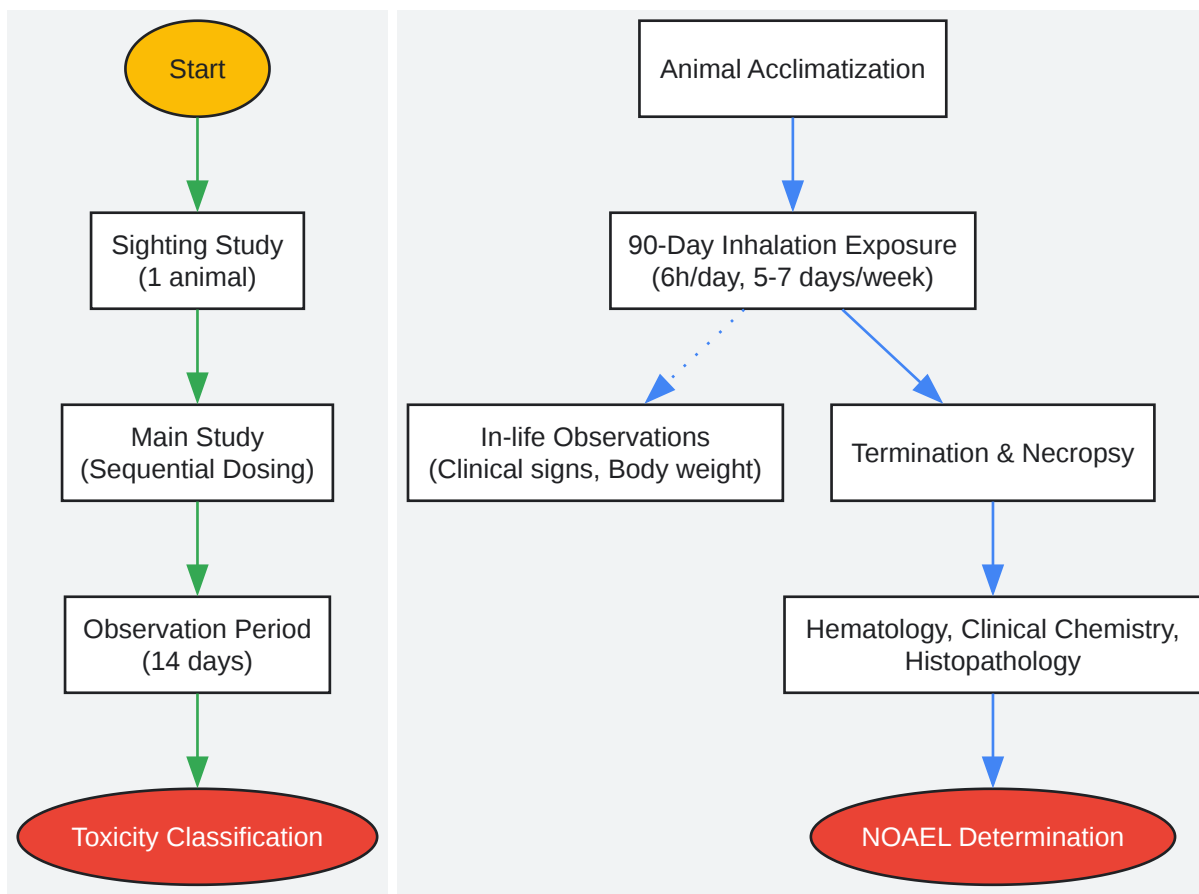 Start
Sighting Study
(1 animal)
Main Study
(Sequential Dosing)
Observation Period
(14 days)
Toxicity Classification
Animal Acclimatization
90-Day Inhalation Exposure
(6h/day, 5-7 days/week)
In-life Observations
(Clinical signs, Body weight)
Termination & Necropsy
Hematology, Clinical Chemistry,
Histopathology
NOAEL Determination